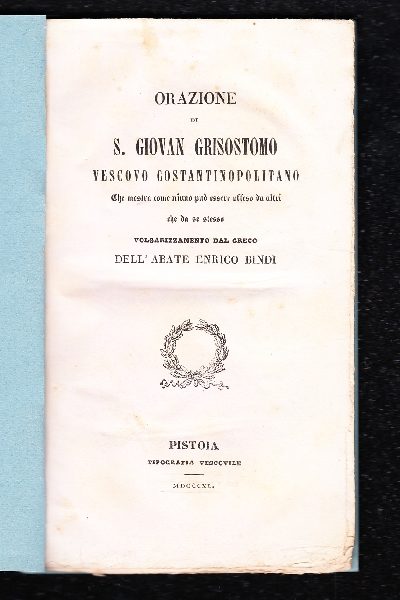 ORAZIONE
DI
S. GIOVAN GRISOSTOMO
VESCOVO COSTANTINOPOLITANO
Che mostra come niuno può essere offeso da altri
che da se stesso
VOLGARIZZAMENTO DAL GRECO
DELL' ABATE ENRICO BINDI
PISTOIA
TIPOGRAFIA VESCOVILE
MDCCCXL.